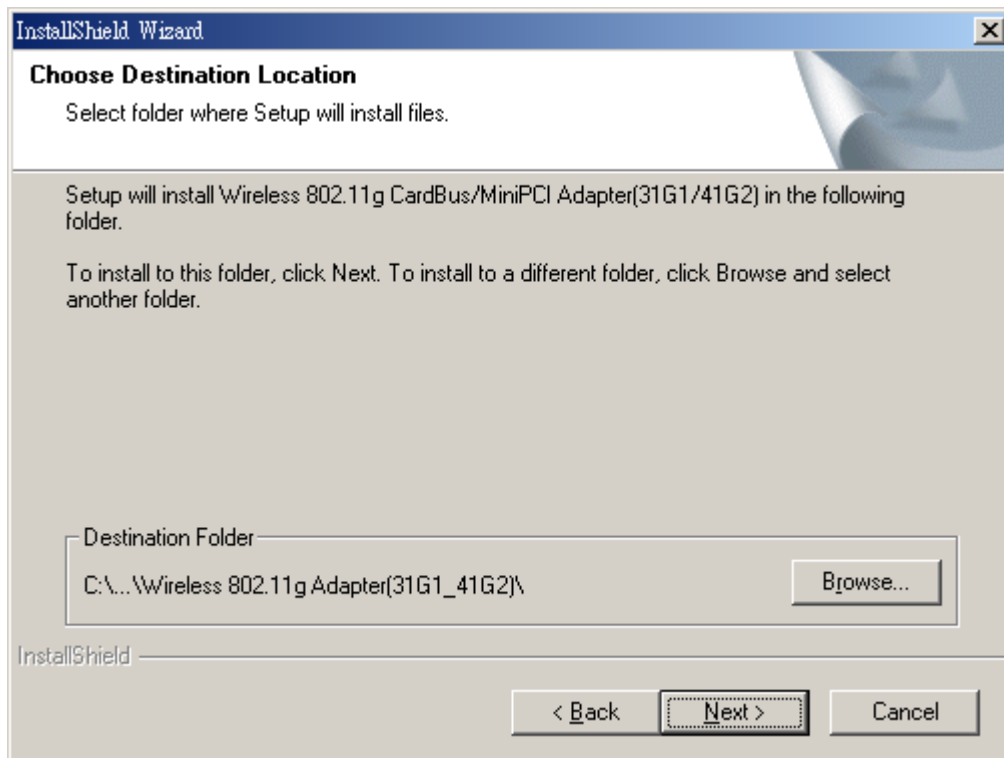 InstallShield Wizard
Choose Destination Location
Select folder where Setup will install files.
Setup will install Wireless 802.11g CardBus/MiniPCI Adapter(31G1/41G2) in the following
folder.
To install to this folder, click Next. To install to a different folder, click Browse and select
another folder.
Destination Folder
C:\...\Wireless 802.11g Adapter(31G1_41G2)\
Browse...
InstallShield
< Back
Next >
Cancel